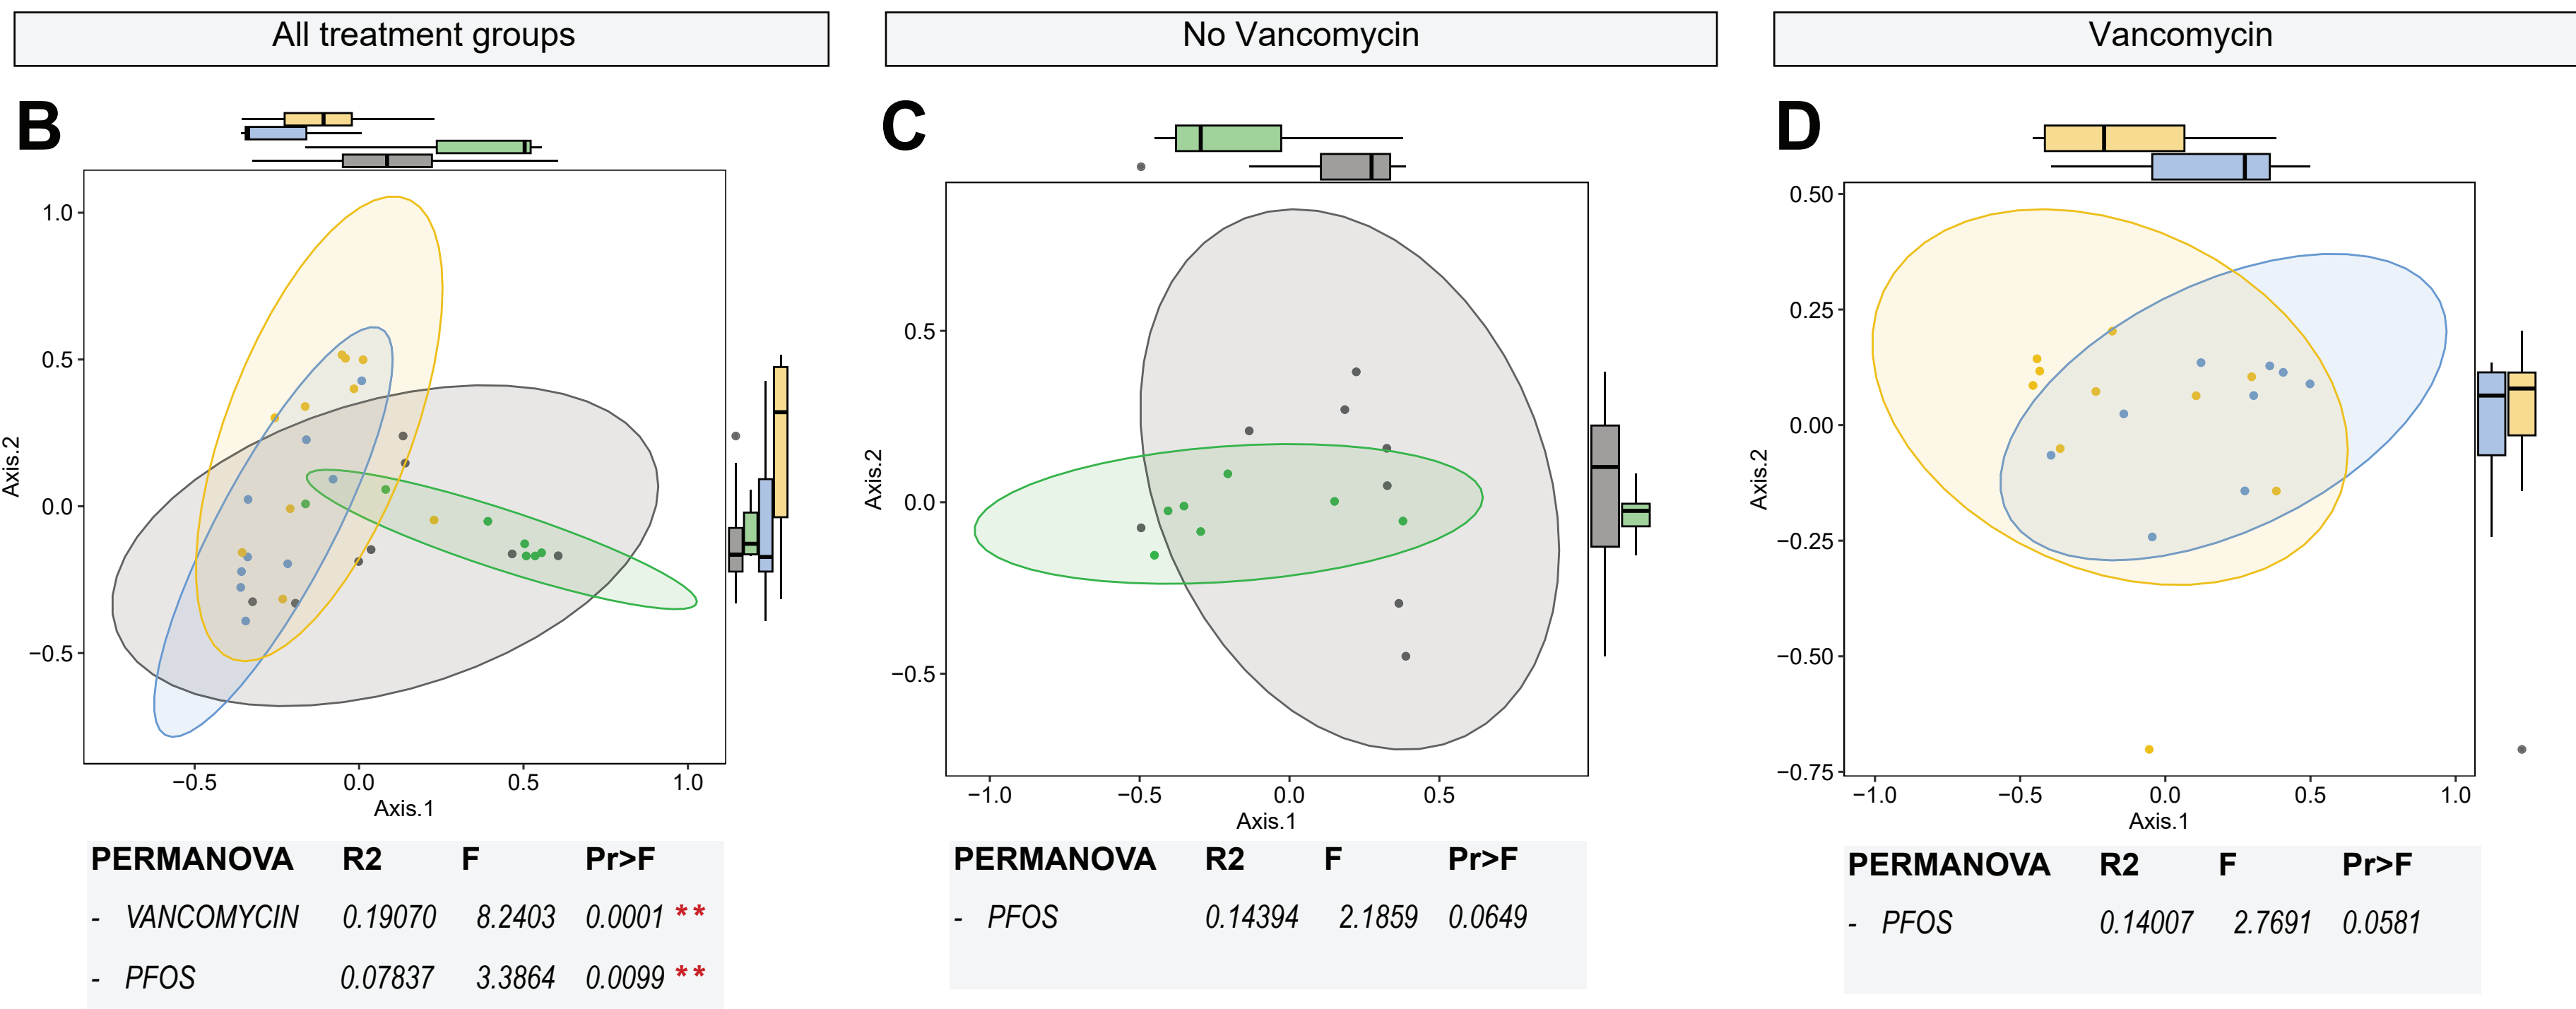 All treatment groups
No Vancomycin
Vancomycin
B
1.0
0.5
0.0
−0.5
Axis.2
−0.5
0.0
0.5
1.0
Axis.1
PERMANOVA R2 F Pr>F
- VANCOMYCIN 0.19070 8.2403 0.0001 **
- PFOS 0.07837 3.3864 0.0099 **
C
0.5
0.0
−0.5
Axis.2
−1.0
−0.5
0.0
0.5
Axis.1
PERMANOVA R2 F Pr>F
- PFOS 0.14394 2.1859 0.0649
D
0.50
0.25
0.00
−0.25
−0.50
−0.75
Axis.2
−1.0
−0.5
0.0
0.5
1.0
Axis.1
PERMANOVA R2 F Pr>F
- PFOS 0.14007 2.7691 0.0581